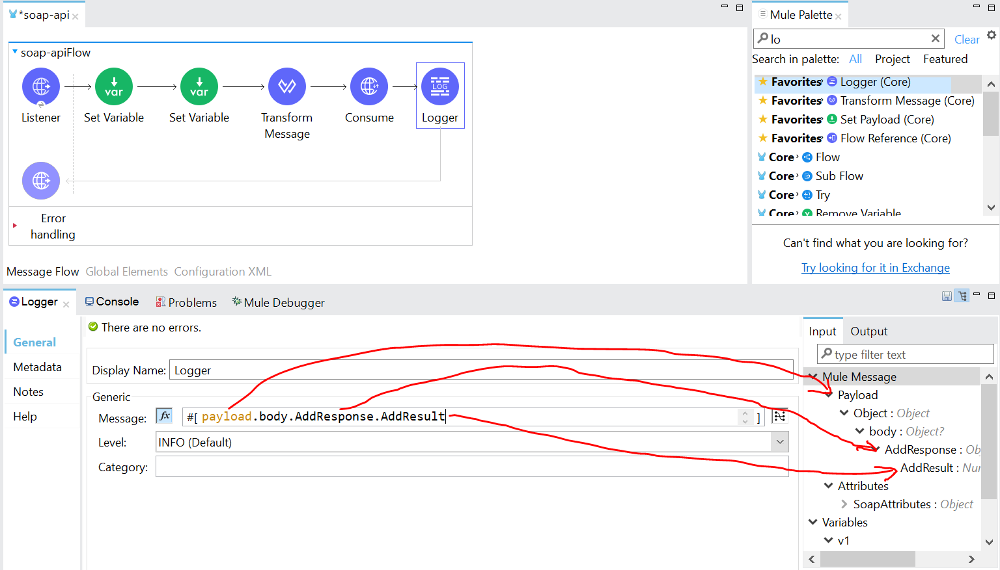 *soap-api
soap-apiFlow
Listener
var
Set Variable
var
Set Variable
Transform
Message
Consume
LOG
Logger
Error
handling
Message Flow Global Elements Configuration XML
Mule Palette
lo
Clear
Search in palette: All Project Featured
Favorites Logger (Core)
Favorites Transform Message (Core)
Favorites Set Payload (Core)
Favorites Flow Reference (Core)
Core Flow
Core Sub Flow
Core Try
Core Remove Variable
Can't find what you are looking for?
Try looking for it in Exchange
Logger Console Problems Mule Debugger
General
Metadata
Notes
Help
There are no errors.
Display Name: Logger
Generic
Message: fx #[ payload.body.AddResponse.AddResult ]
Level: INFO (Default)
Category:
Input Output
type filter text
Mule Message
Payload
Object : Object
body : Object?
AddResponse : Ob
AddResult : Nur
Attributes
SoapAttributes : Object
Variables
v1